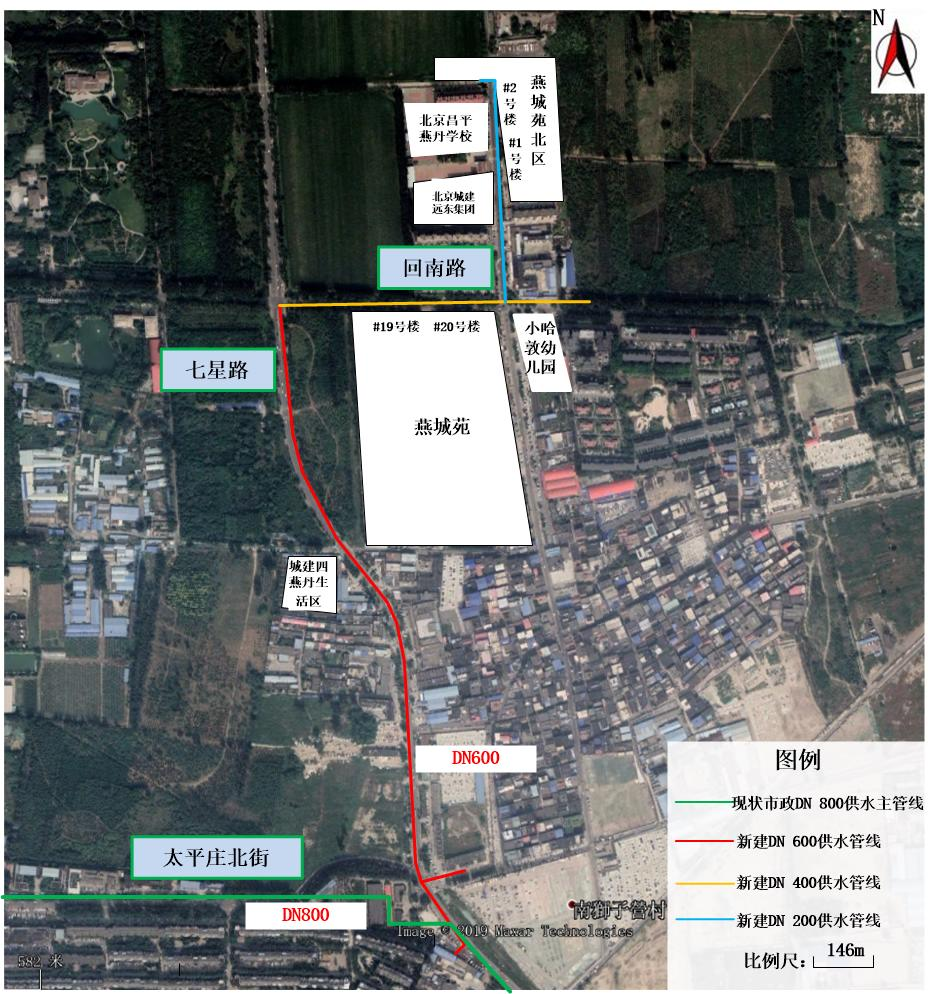 N
#2
号
楼
燕
城
苑
北
区
#1
号
楼
北京昌平
燕丹学校
北京城建
远东集团
回南路
#19号楼 #20号楼
小哈
敦幼
儿园
七星路
燕城苑
城建四
燕丹生
活区
DN600
图例
现状市政DN 800供水主管线
新建DN 600供水管线
新建DN 400供水管线
新建DN 200供水管线
比例尺： 146m
太平庄北街
DN800
南狮子营村
Image © 2019 Maxar Technologies
582 米